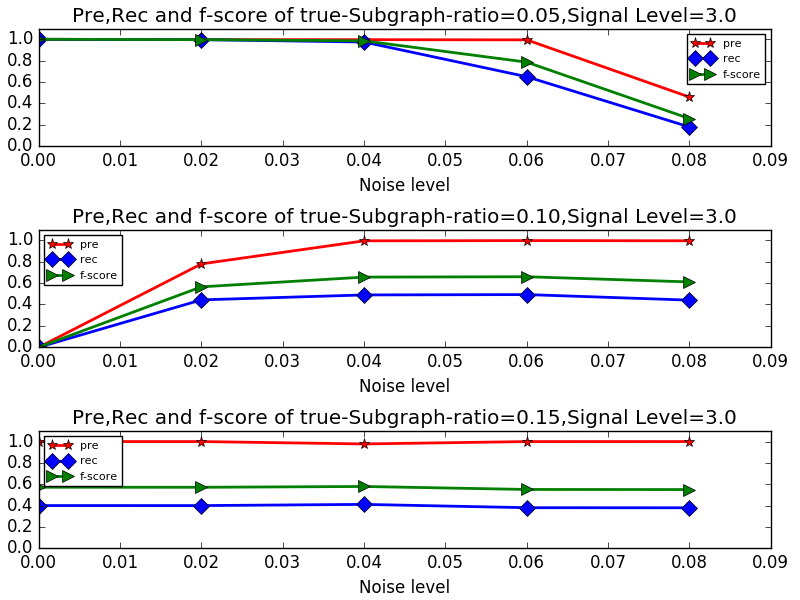 Pre,Rec and f-score of true-Subgraph-ratio=0.05,Signal Level=3.0
1.0
0.8
0.6
0.4
0.2
0.0
pre
rec
f-score
0.00 0.01 0.02 0.03 0.04 0.05 0.06 0.07 0.08 0.09
Noise level
Pre,Rec and f-score of true-Subgraph-ratio=0.10,Signal Level=3.0
1.0
0.8
0.6
0.4
0.2
0.0
pre
rec
f-score
0.00 0.01 0.02 0.03 0.04 0.05 0.06 0.07 0.08 0.09
Noise level
Pre,Rec and f-score of true-Subgraph-ratio=0.15,Signal Level=3.0
1.0
0.8
0.6
0.4
0.2
0.0
pre
rec
f-score
0.00 0.01 0.02 0.03 0.04 0.05 0.06 0.07 0.08 0.09
Noise level